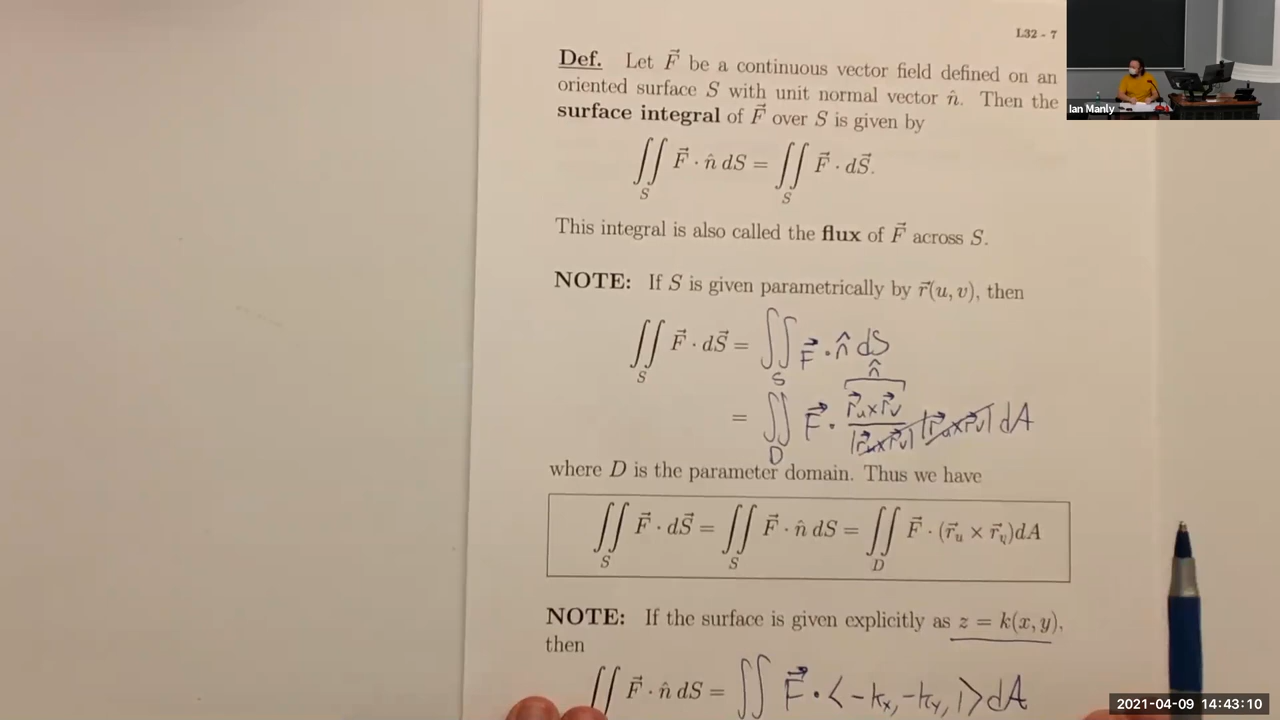 L32 - 7
Def. Let F⃗ be a continuous vector field defined on an
oriented surface S with unit normal vector n̂. Then the
surface integral of F⃗ over S is given by
∬_S F⃗ · n̂ dS = ∬_S F⃗ · dS⃗.
This integral is also called the flux of F⃗ across S.
NOTE: If S is given parametrically by r⃗(u, v), then
∬_S F⃗ · dS⃗ = ∬_S F⃗ · n̂ dS
n̂
= ∬_D F⃗ · (r⃗u × r⃗v)/|r⃗u × r⃗v| |r⃗u × r⃗v| dA
where D is the parameter domain. Thus we have
∬_S F⃗ · dS⃗ = ∬_S F⃗ · n̂ dS = ∬_D F⃗ · (r⃗u × r⃗v)dA
NOTE: If the surface is given explicitly as z = k(x, y),
then
∬ F⃗ · n̂ dS = ∬ F⃗ · <-kx, -ky, 1> dA
Ian Manly
2021-04-09 14:43:10